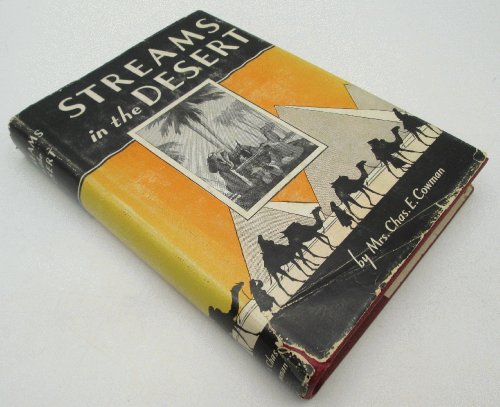 STREAMS
in the
DESERT
by Mrs. Chas. E. Cowman